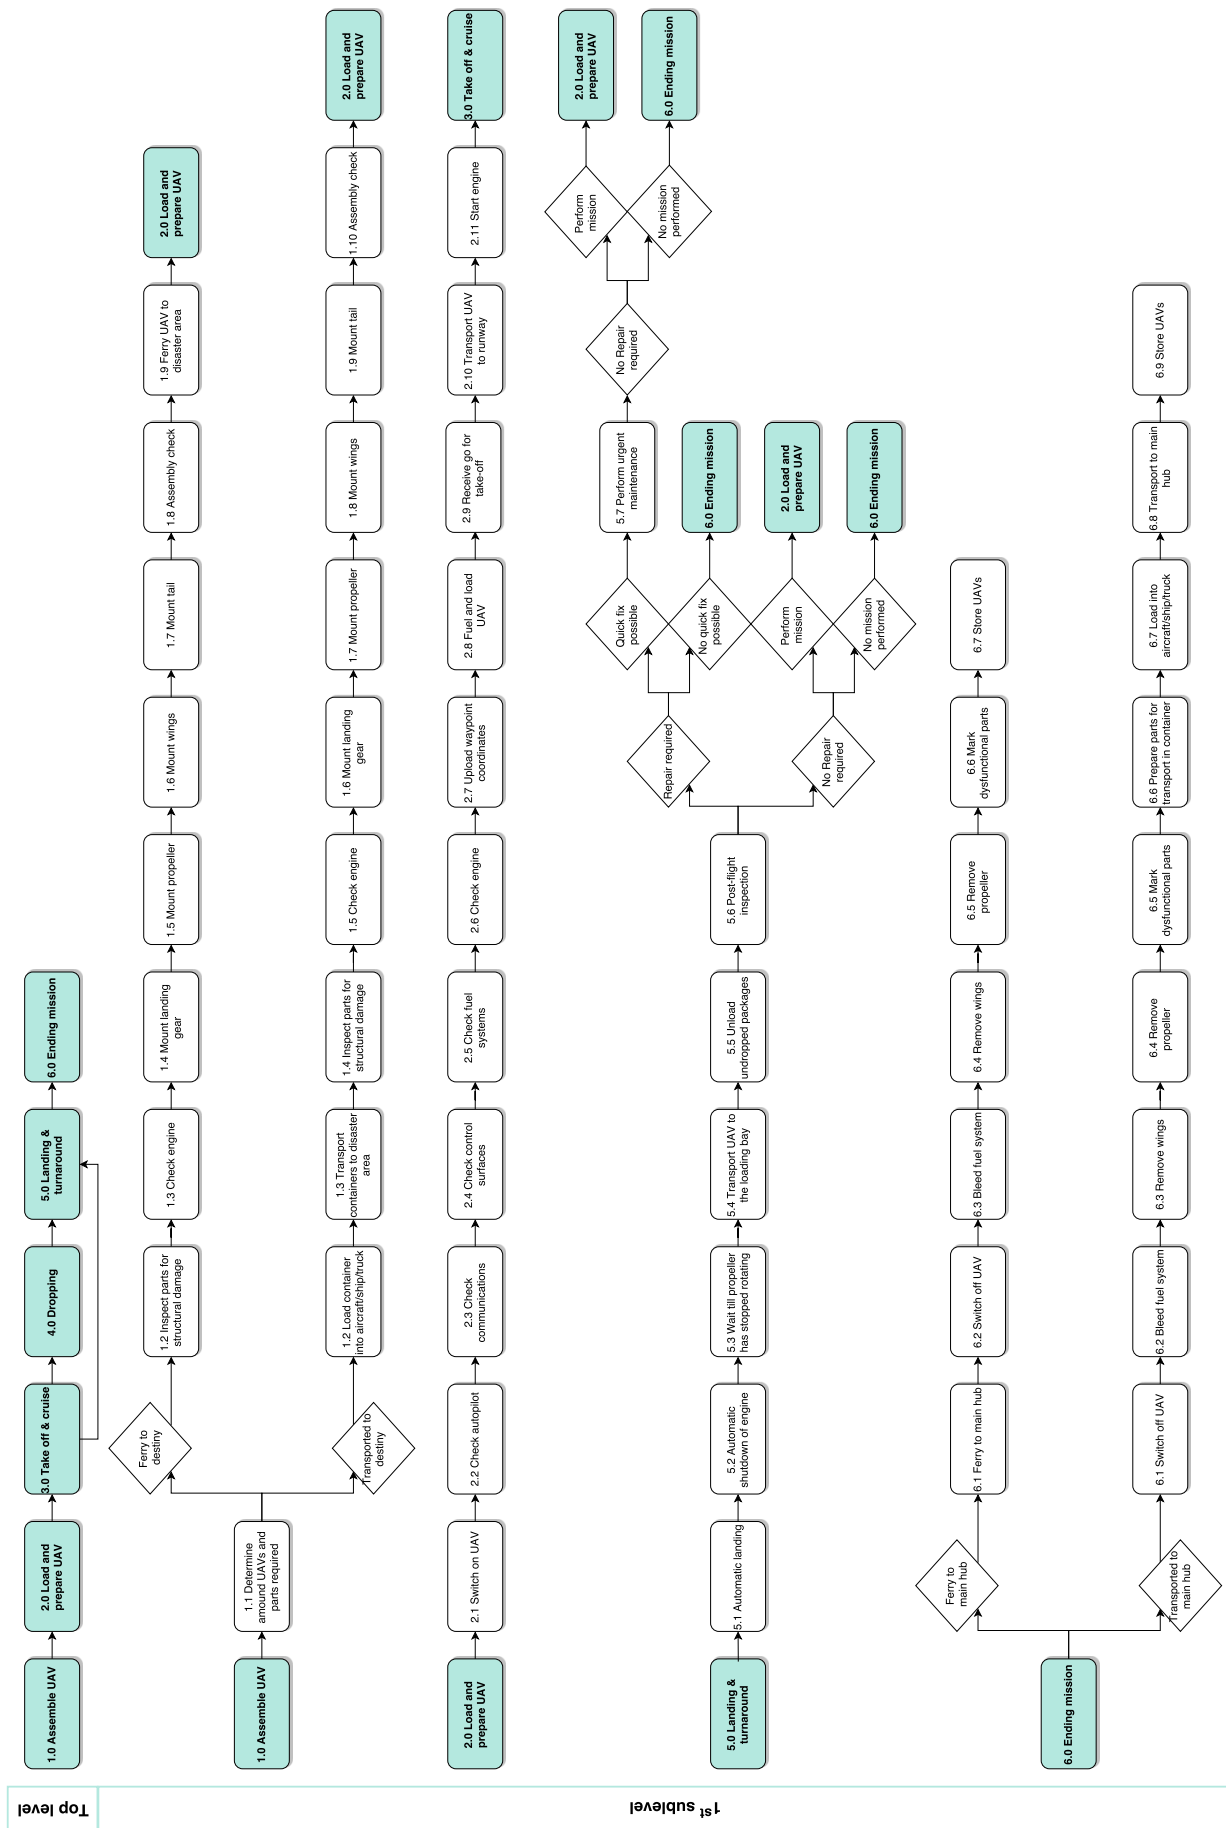 Top level
1.0 Assemble UAV
2.0 Load and
prepare UAV
3.0 Take off & cruise
4.0 Dropping
5.0 Landing &
turnaround
6.0 Ending mission
1st sublevel
1.0 Assemble UAV
1.1 Determine
amound UAVs and
parts required
Ferry to
destiny
1.2 Inspect parts for
structural damage
1.3 Check engine
1.4 Mount landing
gear
1.5 Mount propeller
1.6 Mount wings
1.7 Mount tail
1.8 Assembly check
1.9 Ferry UAV to
disaster area
2.0 Load and
prepare UAV
Transported to
destiny
1.2 Load container
into aircraft/ship/truck
1.3 Transport
containers to disaster
area
1.4 Inspect parts for
structural damage
1.5 Check engine
1.6 Mount landing
gear
1.7 Mount propeller
1.8 Mount wings
1.9 Mount tail
1.10 Assembly check
2.0 Load and
prepare UAV
2.0 Load and
prepare UAV
2.1 Switch on UAV
2.2 Check autopilot
2.3 Check
communications
2.4 Check control
surfaces
2.5 Check fuel
systems
2.6 Check engine
2.7 Upload waypoint
coordinates
2.8 Fuel and load
UAV
2.9 Receive go for
take-off
2.10 Transport UAV
to runway
2.11 Start engine
3.0 Take off & cruise
5.0 Landing &
turnaround
5.1 Automatic landing
5.2 Automatic
shutdown of engine
5.3 Wait till propeller
has stopped rotating
5.4 Transport UAV to
the loading bay
5.5 Unload
undropped packages
5.6 Post-flight
inspection
Repair required
Quick fix
possible
5.7 Perform urgent
maintenance
No Repair
required
Perform
mission
2.0 Load and
prepare UAV
No mission
performed
6.0 Ending mission
No quick fix
possible
6.0 Ending mission
No Repair
required
Perform
mission
2.0 Load and
prepare UAV
No mission
performed
6.0 Ending mission
6.0 Ending mission
Ferry to
main hub
6.1 Ferry to main hub
6.2 Switch off UAV
6.3 Bleed fuel system
6.4 Remove wings
6.5 Remove
propeller
6.6 Mark
dysfunctional parts
6.7 Store UAVs
Transported to
main hub
6.1 Switch off UAV
6.2 Bleed fuel system
6.3 Remove wings
6.4 Remove
propeller
6.5 Mark
dysfunctional parts
6.6 Prepare parts for
transport in container
6.7 Load into
aircraft/ship/truck
6.8 Transport to main
hub
6.9 Store UAVs